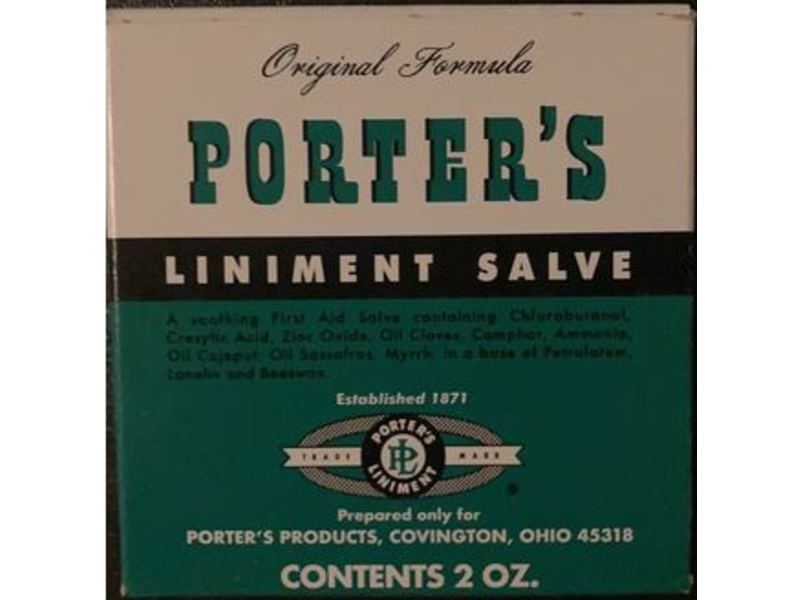 Original Formula
PORTER'S
LINIMENT SALVE
A soothing First Aid Salve containing Chlorobutanol,
Cresylic Acid, Zinc Oxide, Oil Cloves, Camphor, Ammonia,
Oil Cajeput, Oil Sassafras, Myrrh: in a base of Petrolatum,
Lanolin and Beeswax.
Established 1871
PORTER'S
TRADE PL MARK
LINIMENT
®
Prepared only for
PORTER'S PRODUCTS, COVINGTON, OHIO 45318
CONTENTS 2 OZ.